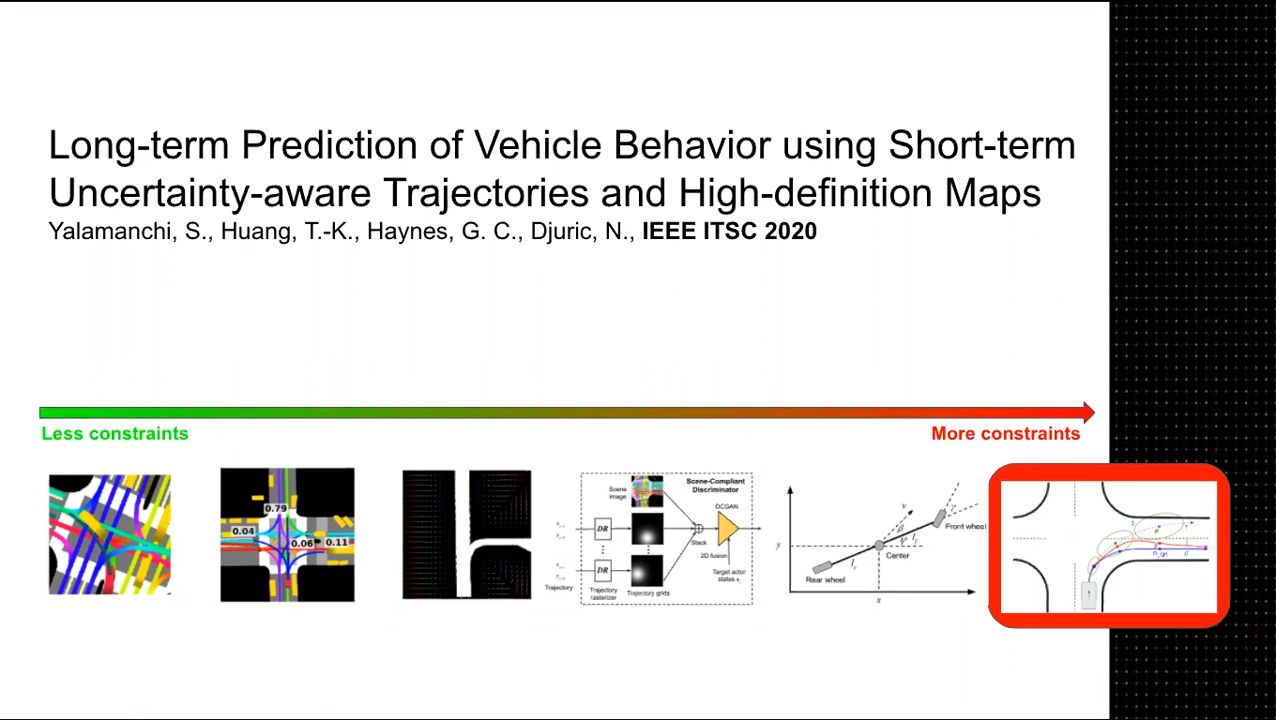 Long-term Prediction of Vehicle Behavior using Short-term
Uncertainty-aware Trajectories and High-definition Maps
Yalamanchi, S., Huang, T.-K., Haynes, G. C., Djuric, N., IEEE ITSC 2020
Less constraints
More constraints
0.79
0.04
0.06
0.11
Scene-Compliant
Discriminator
Scene
image
DCGAN
DR
Stack
2D fusion
DR
Target actor
states
Trajectory
Trajectory
rasterizer
Trajectory grids
y
Rear wheel
Center
Front wheel
x